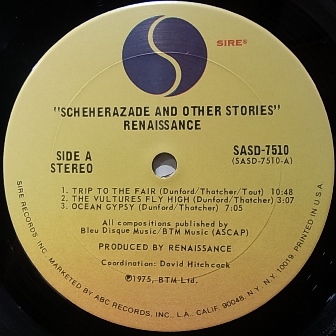 SIRE®
"SCHEHERAZADE AND OTHER STORIES"
RENAISSANCE
SIDE A
STEREO
SASD-7510
(SASD-7510-A)
1. TRIP TO THE FAIR (Dunford/Thatcher/Tout) 10:48
2. THE VULTURES FLY HIGH (Dunford/Thatcher) 3:07
3. OCEAN GYPSY (Dunford/Thatcher) 7:05
All compositions published by
Bleu Disque Music/BTM Music (ASCAP)
PRODUCED BY RENAISSANCE
Coordination: David Hitchcock
℗1975, BTM Ltd.
SIRE RECORDS, INC., MARKETED BY ABC RECORDS, INC., L.A., CALIF. 90048, N.Y., N.Y. 10019. PRINTED IN U.S.A.